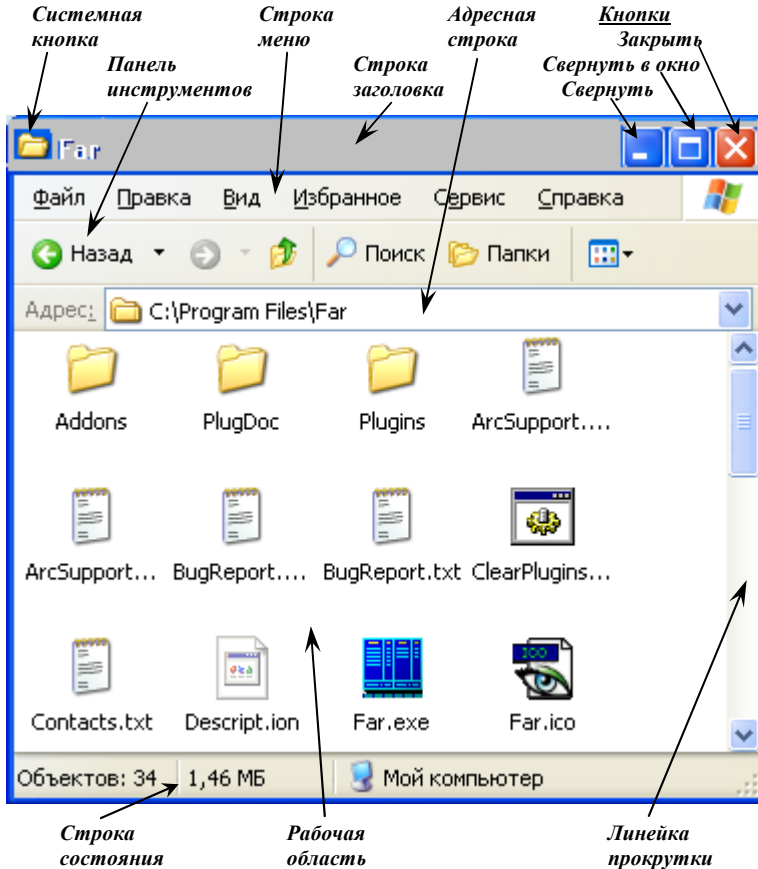 Системная Строка Адресная Кнопки
кнопка меню строка Закрыть
Панель Строка Свернуть в окно
инструментов заголовка Свернуть
Far
Файл Правка Вид Избранное Сервис Справка
Назад Поиск Папки
Адрес: C:\Program Files\Far
Addons PlugDoc Plugins ArcSupport....
ArcSupport... BugReport.... BugReport.txt ClearPlugins...
ICO
Contacts.txt Descript.ion Far.exe Far.ico
Объектов: 34 1,46 МБ Мой компьютер
Строка Рабочая Линейка
состояния область прокрутки